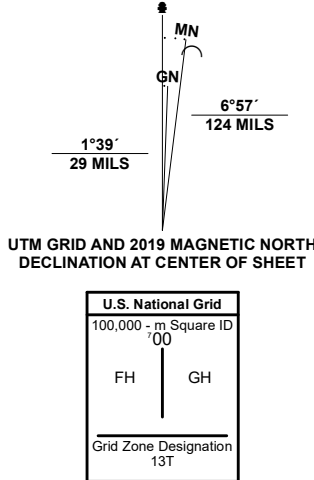 MN
GN
6°57´
124 MILS
1°39´
29 MILS
UTM GRID AND 2019 MAGNETIC NORTH
DECLINATION AT CENTER OF SHEET
U.S. National Grid
100,000 - m Square ID
⁷00
FH GH
Grid Zone Designation
13T